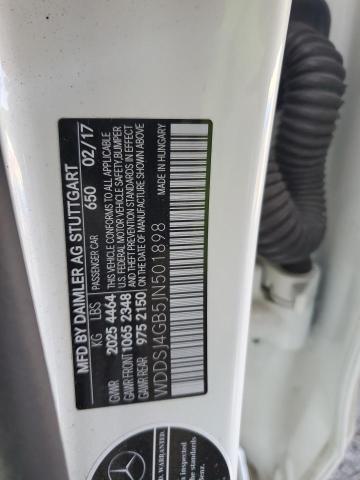 MFD BY DAIMLER AG STUTTGART
PASSENGER CAR 650 02/17
KG LBS
GVWR 2025 4464
GAWR FRONT 1065 2348
GAWR REAR 975 2150
THIS VEHICLE CONFORMS TO ALL APPLICABLE
U.S. FEDERAL MOTOR VEHICLE SAFETY, BUMPER
AND THEFT PREVENTION STANDARDS IN EFFECT ON
THE DATE OF MANUFACTURE SHOWN ABOVE
WDDSJ4GB5JN501898
MADE IN HUNGARY
WARRANTED.
inspected